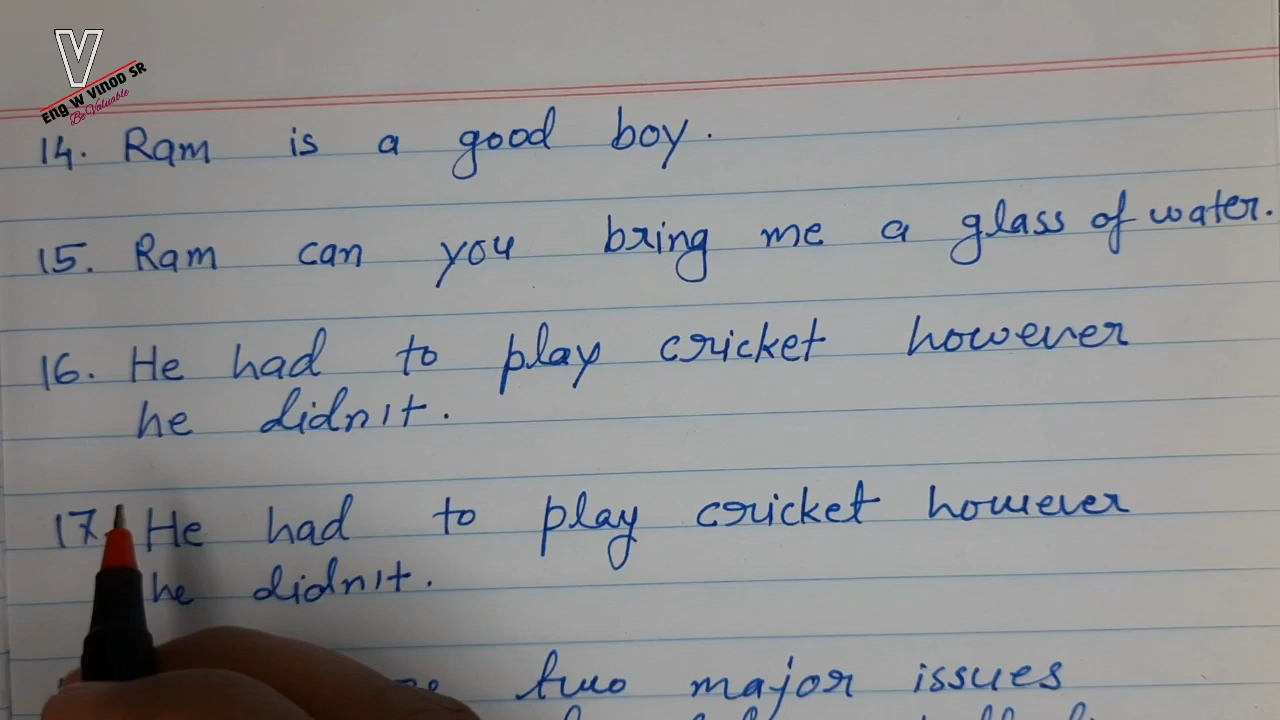 V
Eng W VINOD SR
Be Valuable
14. Ram is a good boy.
15. Ram can you bring me a glass of water.
16. He had to play cricket however
he didn't.
17. He had to play cricket however
he didn't.
two major issues